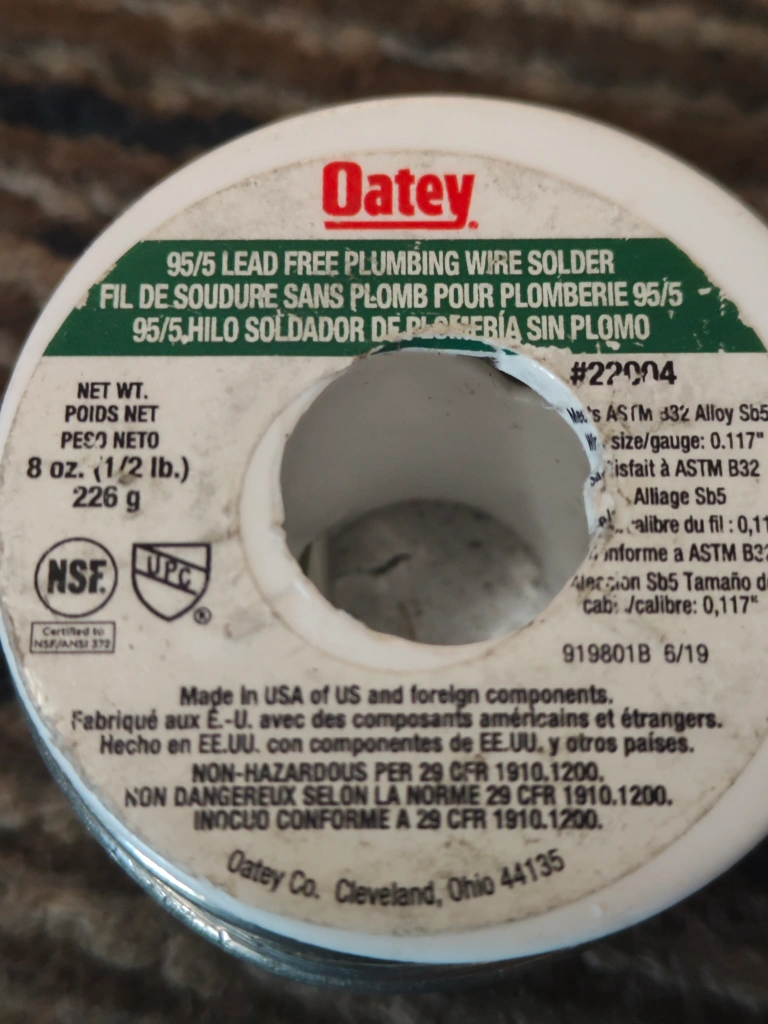 Oatey
95/5 LEAD FREE PLUMBING WIRE SOLDER
FIL DE SOUDURE SANS PLOMB POUR PLOMBERIE 95/5
95/5 HILO SOLDADOR DE PLOMERÍA SIN PLOMO
#22004
NET WT.
POIDS NET
PESO NETO
8 oz. (1/2 lb.)
226 g
ASTM B32 Alloy Sb5
size/gauge: 0.117"
à ASTM B32
Alliage Sb5
du fil : 0,11
a ASTM B32
Sb5 Tamaño d
/calibre: 0,117"
NSF.
UPC
®
Certified to
NSF/ANSI 372
919801B 6/19
Made in USA of US and foreign components.
Fabriqué aux É.-U. avec des composants américains et étrangers.
Hecho en EE.UU. con componentes de EE.UU. y otros países.
NON-HAZARDOUS PER 29 CFR 1910.1200.
NON DANGEREUX SELON LA NORME 29 CFR 1910.1200.
INOCUO CONFORME A 29 CFR 1910.1200.
Oatey Co. Cleveland, Ohio 44135